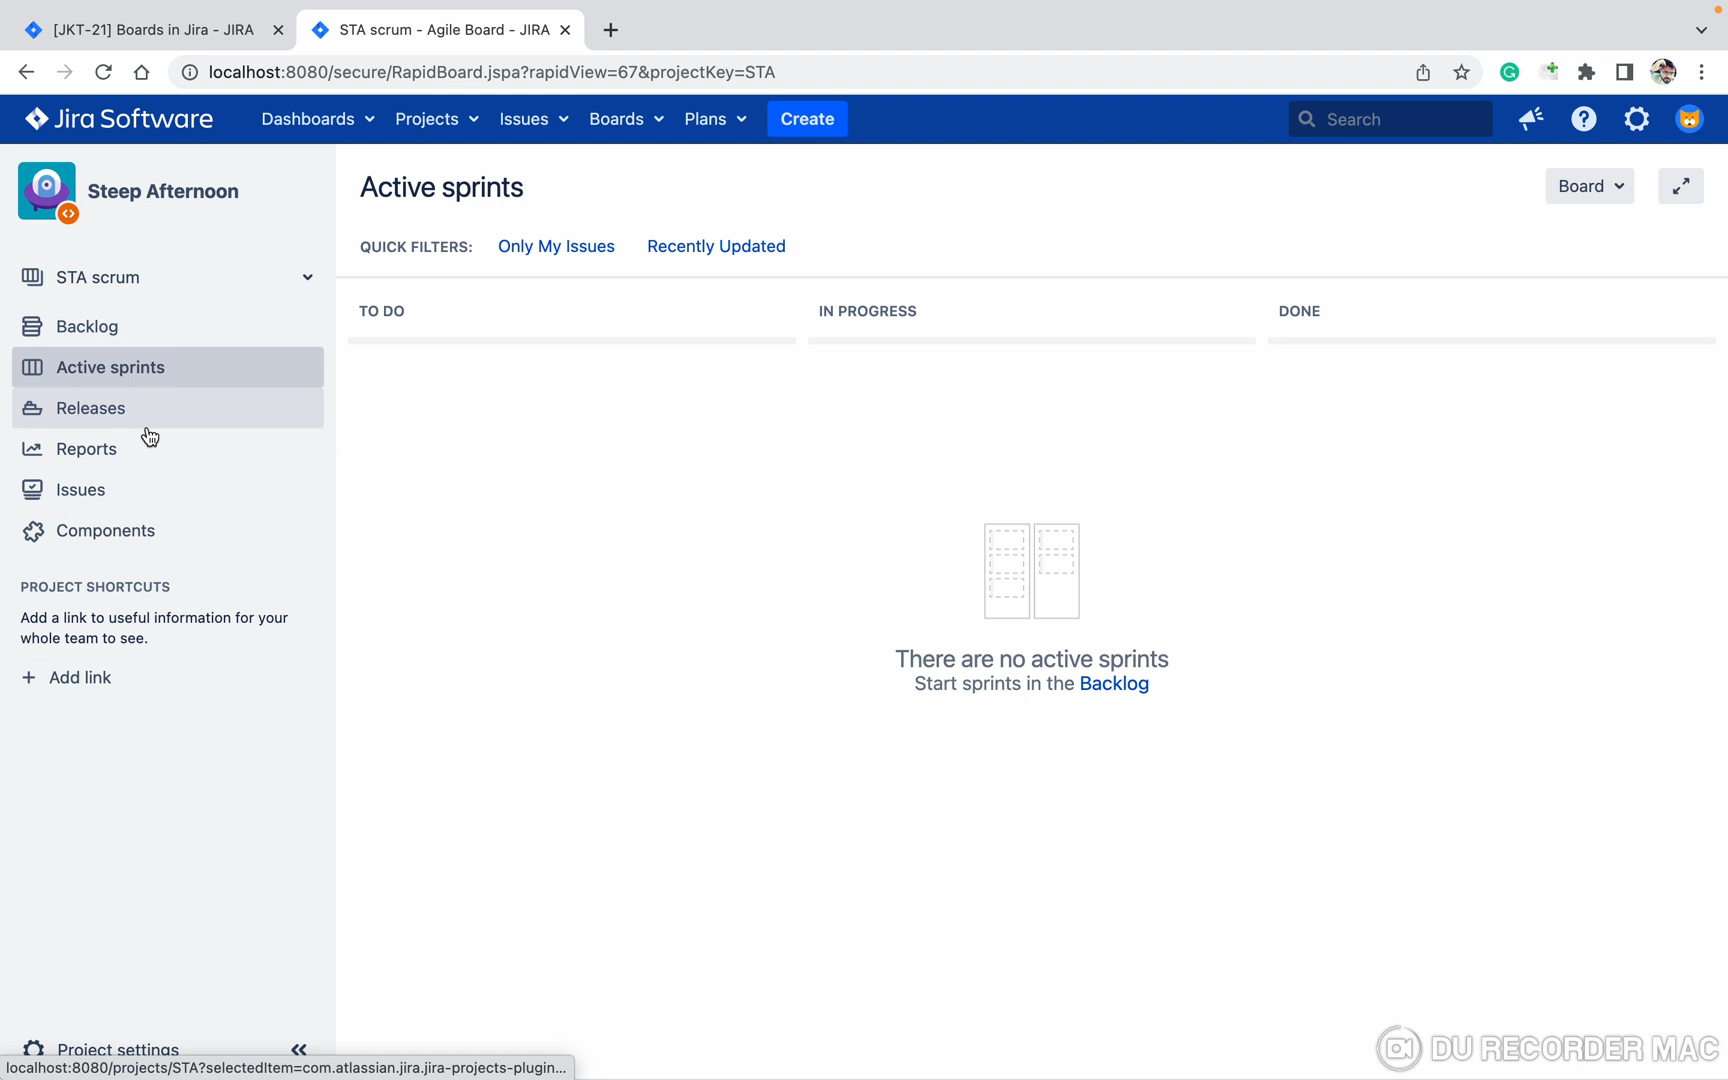 [JKT-21] Boards in Jira - JIRA
STA scrum - Agile Board - JIRA
localhost:8080/secure/RapidBoard.jspa?rapidView=67&projectKey=STA
Jira Software
Dashboards
Projects
Issues
Boards
Plans
Create
Search
Steep Afternoon
STA scrum
Backlog
Active sprints
Releases
Reports
Issues
Components
PROJECT SHORTCUTS
Add a link to useful information for your
whole team to see.
+ Add link
Project settings
localhost:8080/projects/STA?selectedItem=com.atlassian.jira.jira-projects-plugin...
Active sprints
Board
QUICK FILTERS:
Only My Issues
Recently Updated
TO DO
IN PROGRESS
DONE
There are no active sprints
Start sprints in the Backlog
DU RECORDER MAC